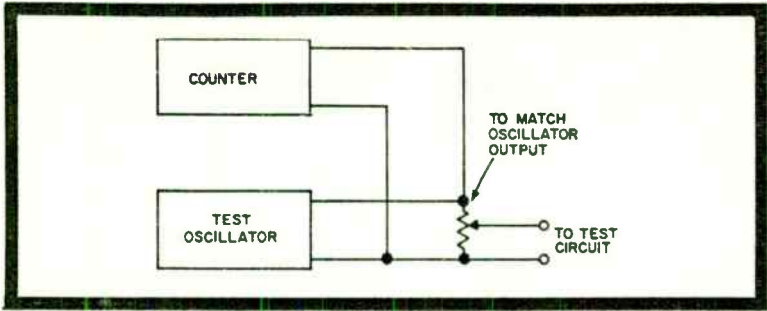 COUNTER
TO MATCH
OSCILLATOR
OUTPUT
TEST
OSCILLATOR
TO TEST
CIRCUIT